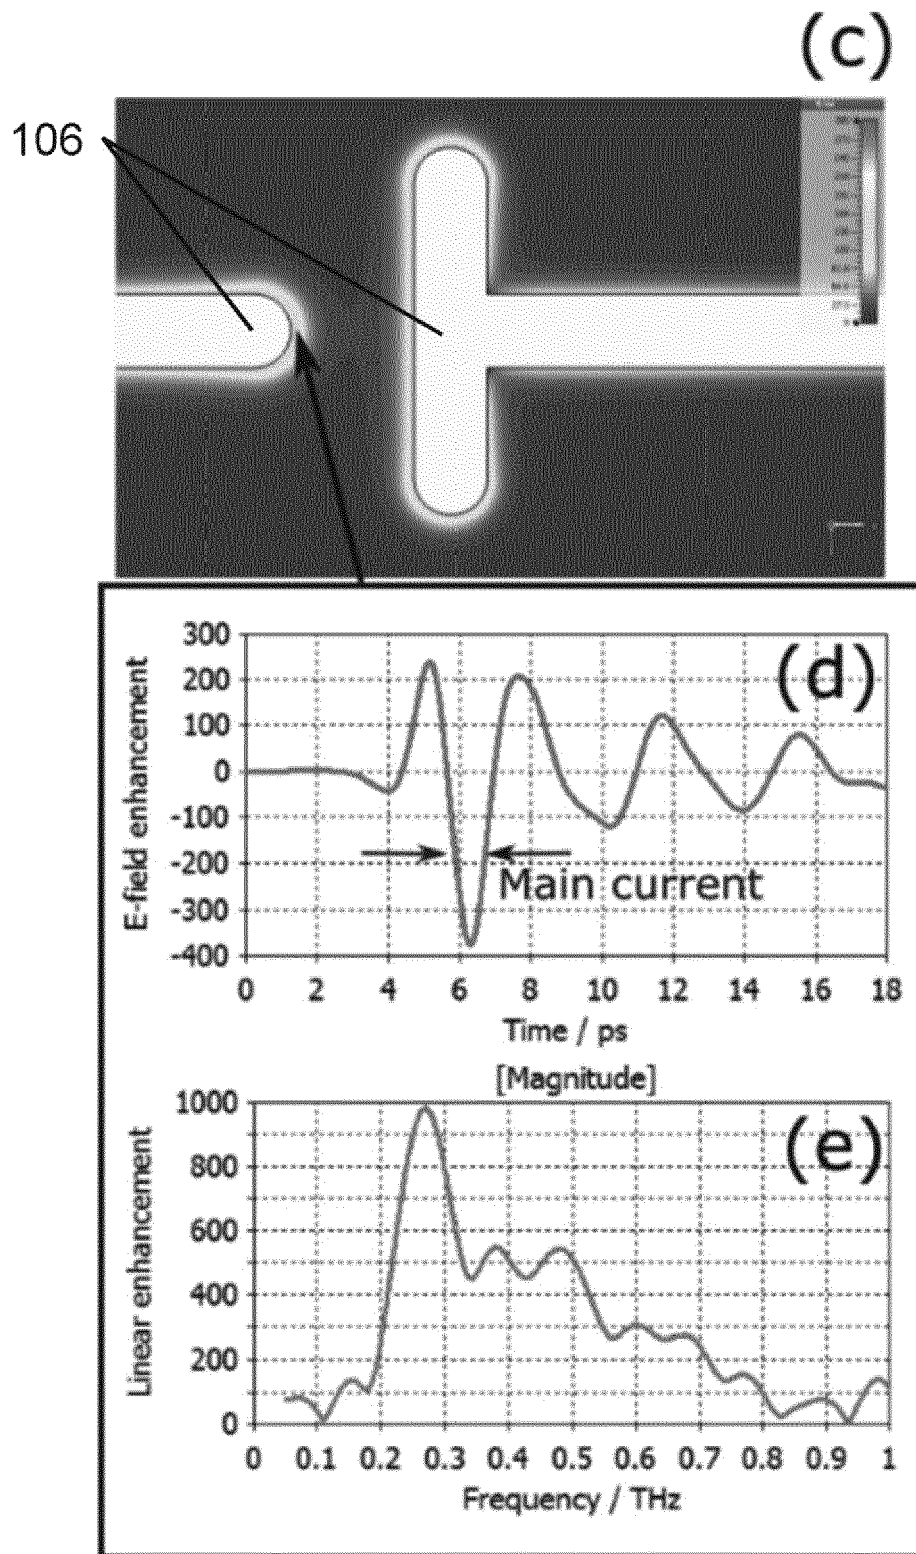 (c)
106
(d)
300
200
100
0
-100
-200
-300
-400
E-field enhancement
Main current
0 2 4 6 8 10 12 14 16 18
Time / ps
[Magnitude]
(e)
1000
800
600
400
200
0
Linear enhancement
0 0.1 0.2 0.3 0.4 0.5 0.6 0.7 0.8 0.9 1
Frequency / THz